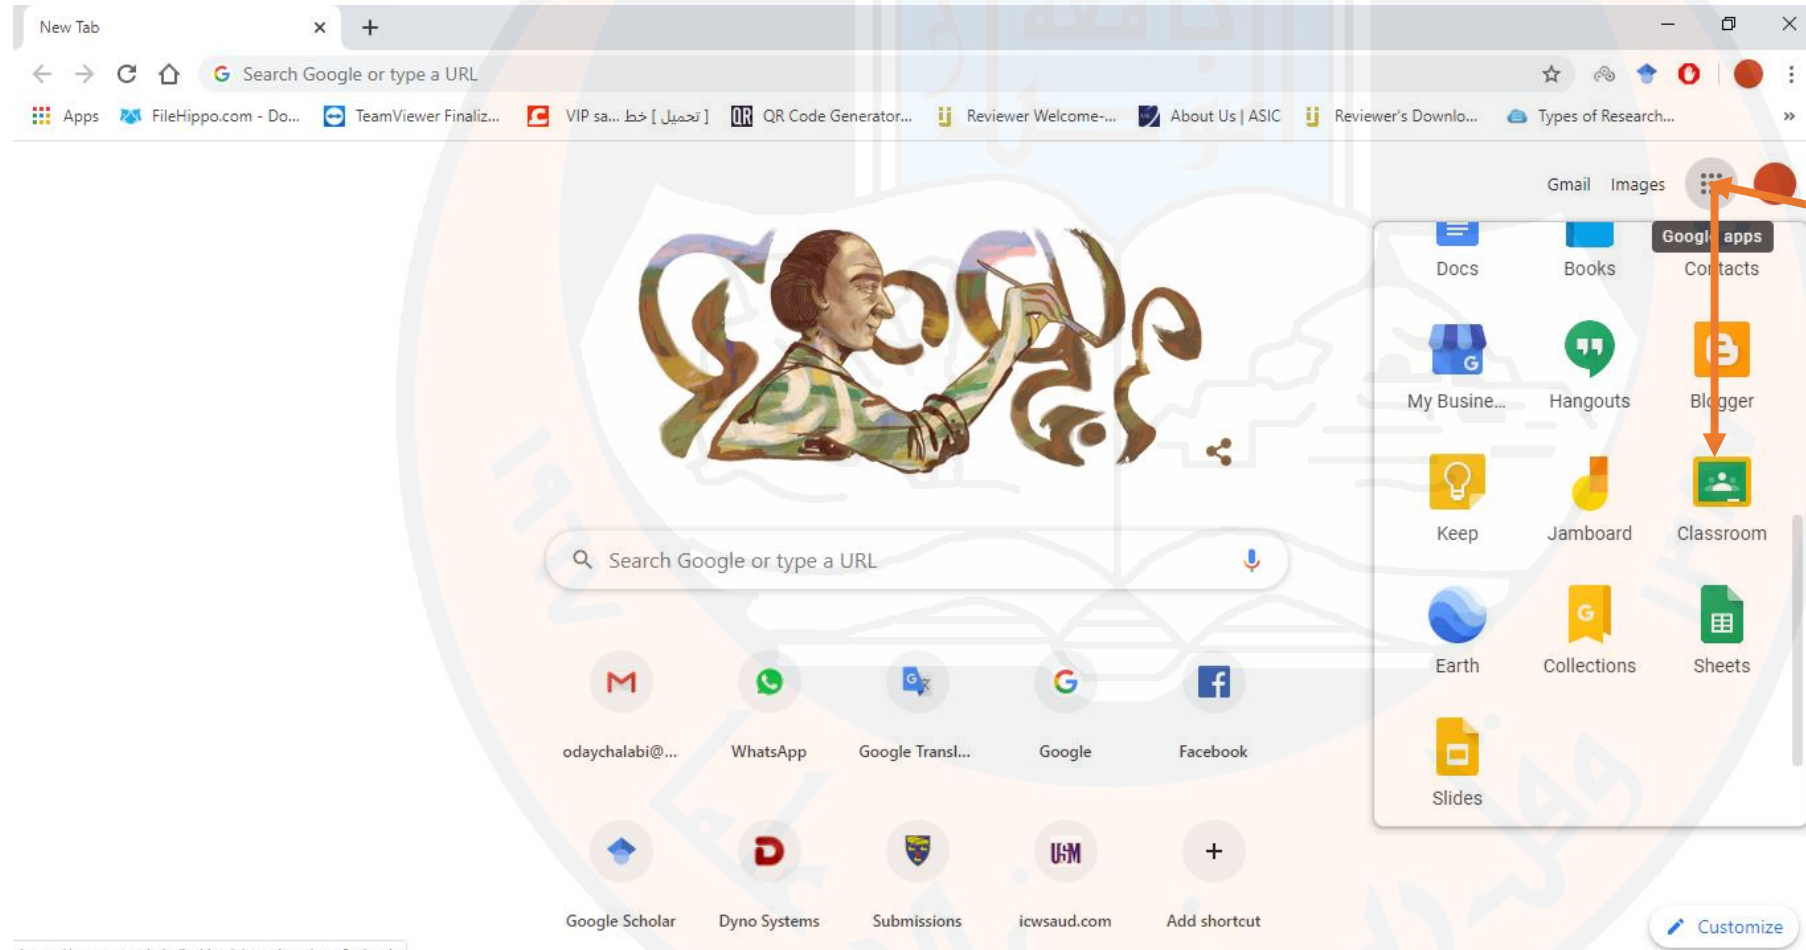 New Tab
Search Google or type a URL
Apps
FileHippo.com - Do...
TeamViewer Finaliz...
VIP sa... تحميل ] خط ]
QR Code Generator...
Reviewer Welcome-...
About Us | ASIC
Reviewer's Downlo...
Types of Research...
Gmail Images
Google apps
Docs Books Contacts
My Busine... Hangouts Blogger
Keep Jamboard Classroom
Search Google or type a URL
Earth Collections Sheets
odaychalabi@... WhatsApp Google Transl... Google Facebook
Slides
Google Scholar Dyno Systems Submissions icwsaud.com Add shortcut
Customize